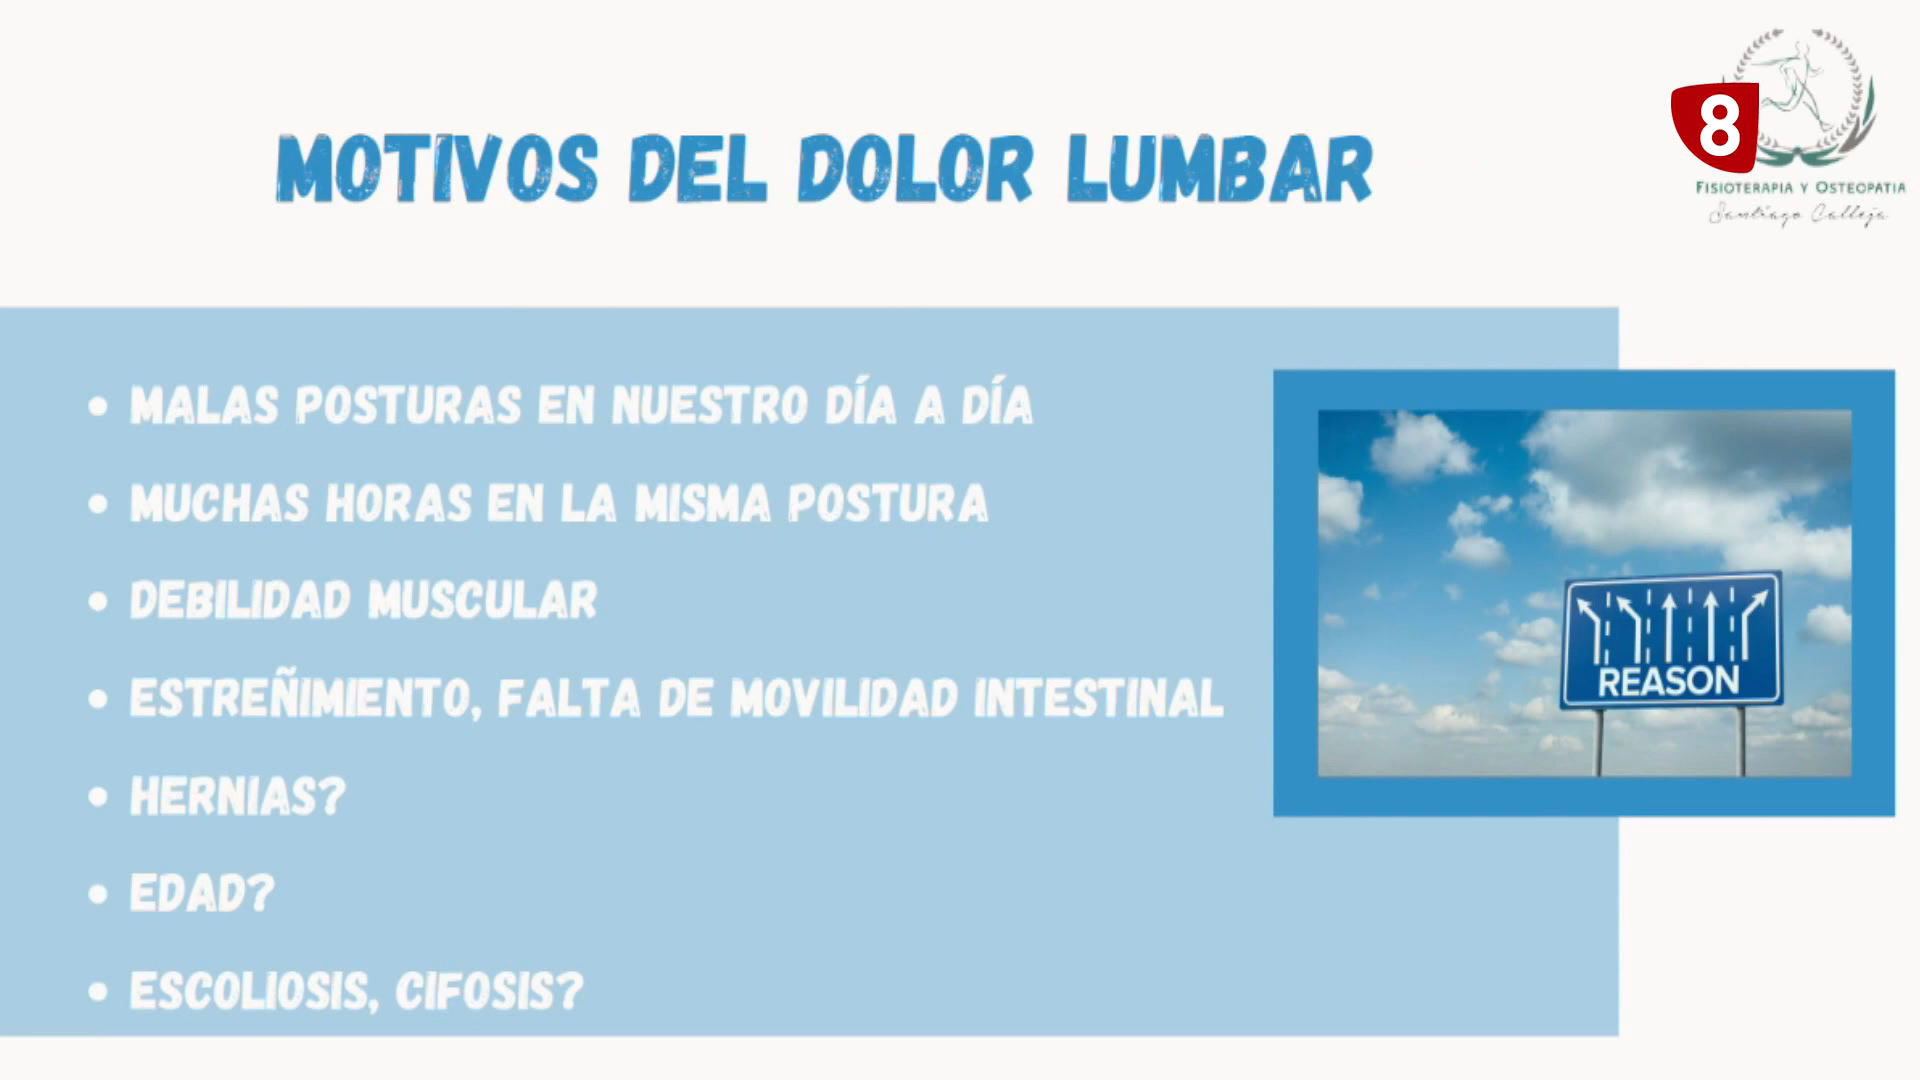 MOTIVOS DEL DOLOR LUMBAR
8
FISIOTERAPIA Y OSTEOPATIA
Santiago Calleja
MALAS POSTURAS EN NUESTRO DÍA A DÍA
MUCHAS HORAS EN LA MISMA POSTURA
DEBILIDAD MUSCULAR
ESTREÑIMIENTO, FALTA DE MOVILIDAD INTESTINAL
HERNIAS?
EDAD?
ESCOLIOSIS, CIFOSIS?
REASON